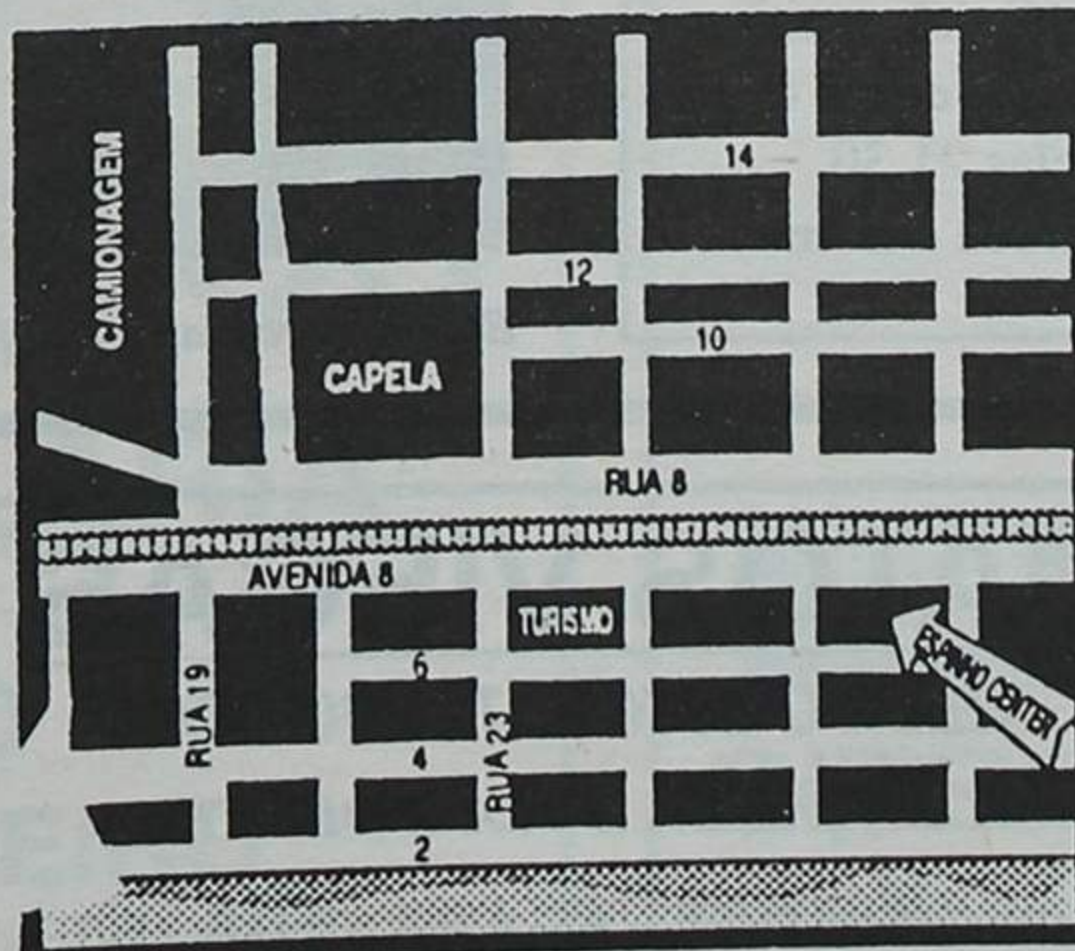 CAMIONAGEM
14
12
10
CAPELA
RUA 8
AVENIDA 8
TURISMO
ESPINHO CENTER
6
RUA 19
RUA 23
4
2